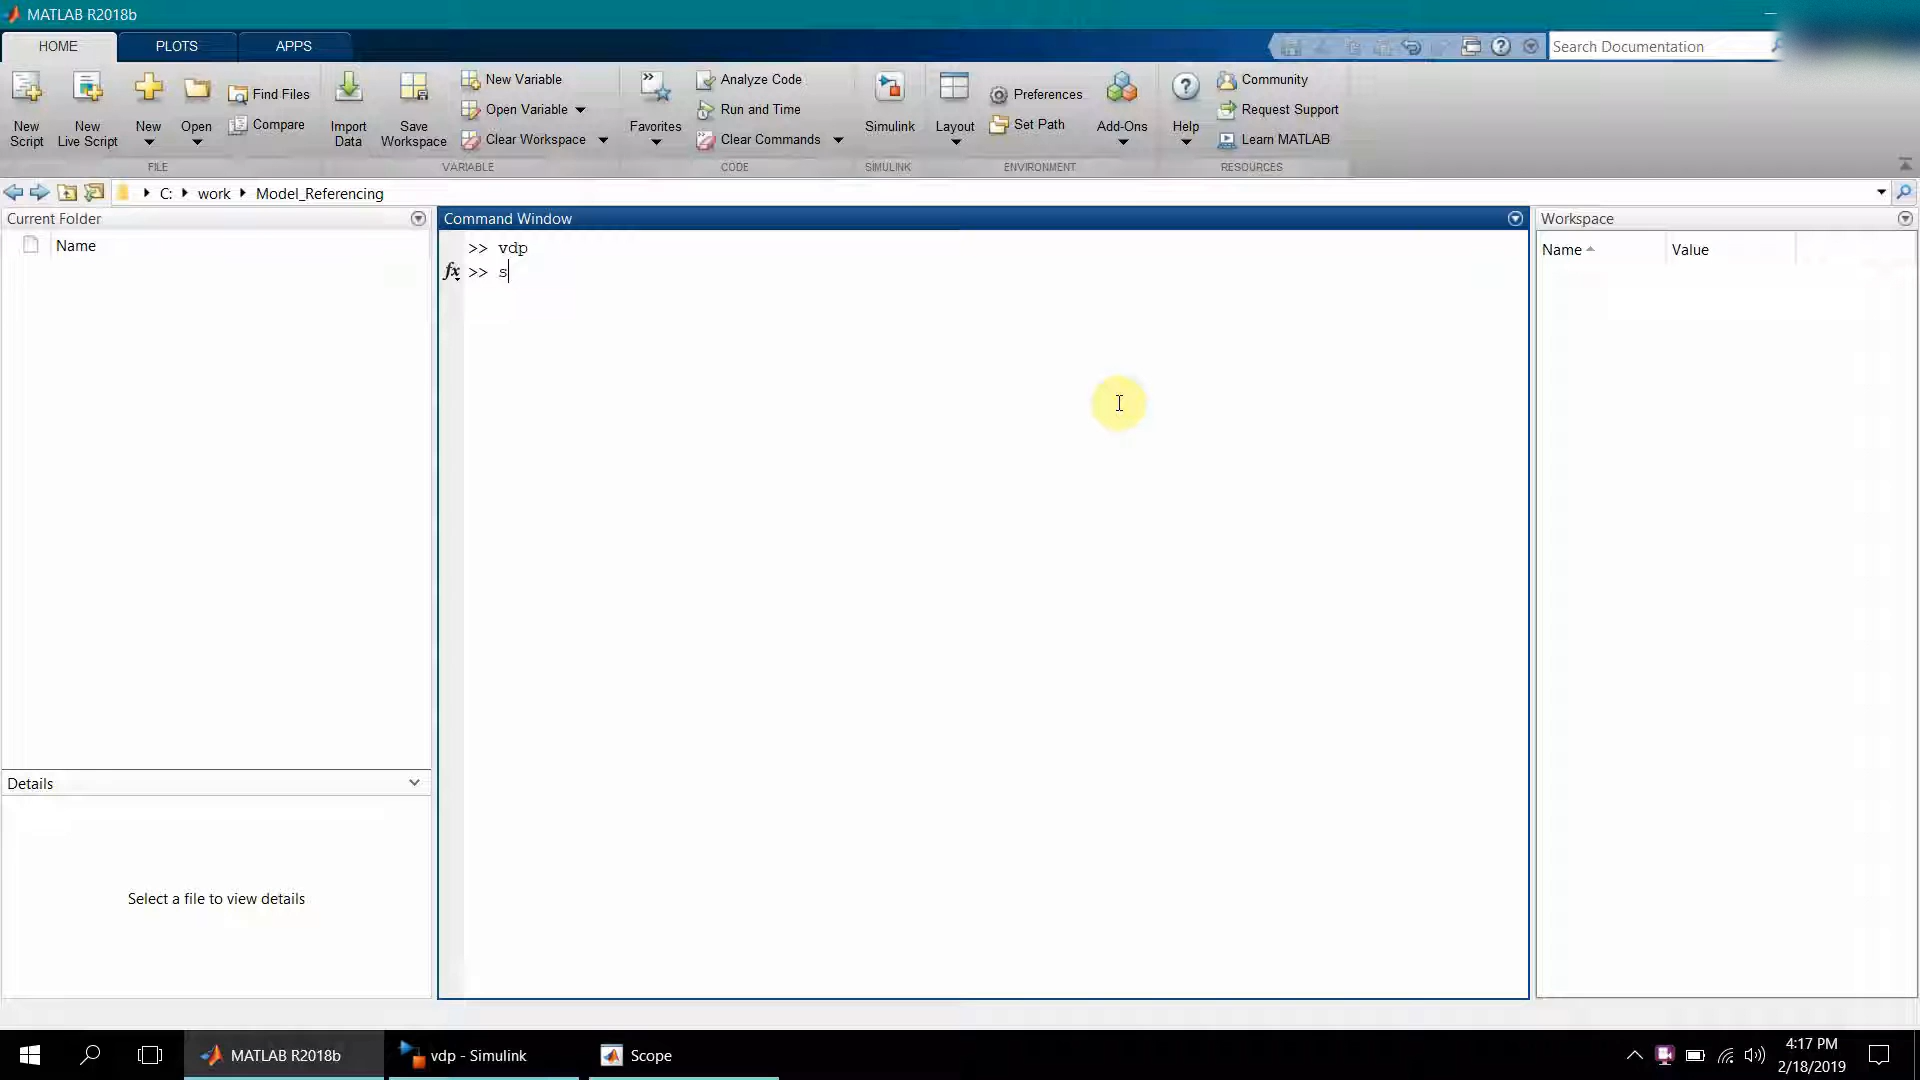 MATLAB R2018b
HOME PLOTS APPS
Search Documentation
New Script
New Live Script
New
Open
Find Files
Compare
FILE
Import Data
Save Workspace
New Variable
Open Variable
Clear Workspace
VARIABLE
Favorites
Analyze Code
Run and Time
Clear Commands
CODE
Simulink
SIMULINK
Layout
Preferences
Set Path
Add-Ons
ENVIRONMENT
Help
Community
Request Support
Learn MATLAB
RESOURCES
C: work Model_Referencing
Current Folder
Name
Command Window
>> vdp
fx >> s
Workspace
Name Value
Details
Select a file to view details
MATLAB R2018b
vdp - Simulink
Scope
4:17 PM
2/18/2019